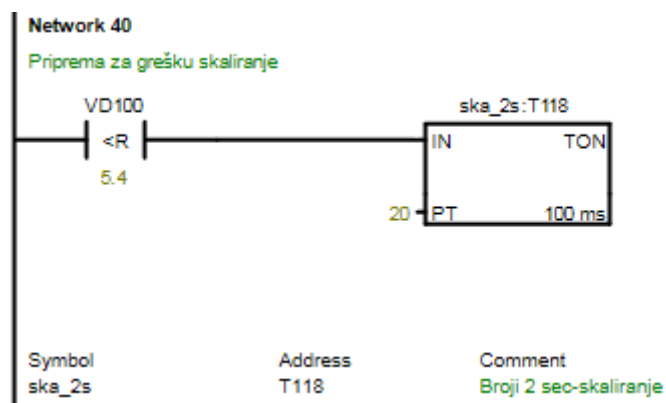 Network 40
Priprema za grešku skaliranje
VD100
<R
5.4
ska_2s:T118
IN TON
20 PT 100 ms
Symbol Address Comment
ska_2s T118 Broji 2 sec-skaliranje